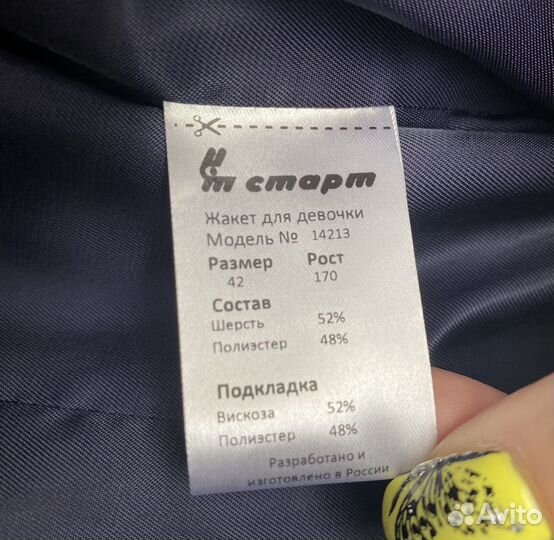 старт
Жакет для девочки
Модель № 14213
Размер Рост
42 170
Состав
Шерсть 52%
Полиэстер 48%
Подкладка
Вискоза 52%
Полиэстер 48%
Разработано и
изготовлено в России
Avito